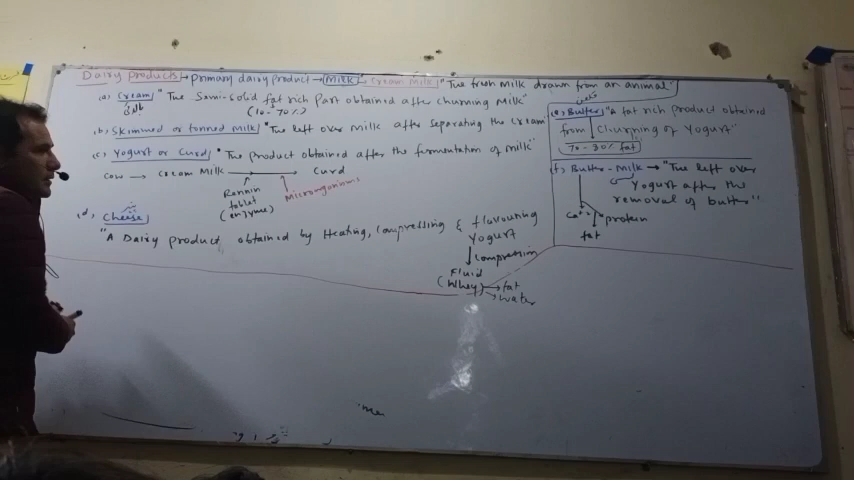 Dairy products → primary dairy product → Milk Cream Milk "The fresh milk drawn from an animal"
(a) Cream "The Semi-solid fat rich part obtained after churning Milk"
(10-70%)
(b) Skimmed or tonned milk "The left over milk after separating the cream
(c) Yogurt or Curd "The product obtained after the fermentation of milk"
Cow → Cream Milk → Curd
Rennin tablet (enzyme)
Microorganisms
(d) Cheese
"A Dairy product, obtained by Heating, Compressing & flavouring Yogurt
Compression
Fluid
(Whey) → fat
→ water
(e) Butter "A fat rich product obtained
from Churning of Yogurt"
70-30% fat
(f) Butter-Milk → "The left over
Yogurt after the
removal of butter"
Ca²⁺ protein
fat